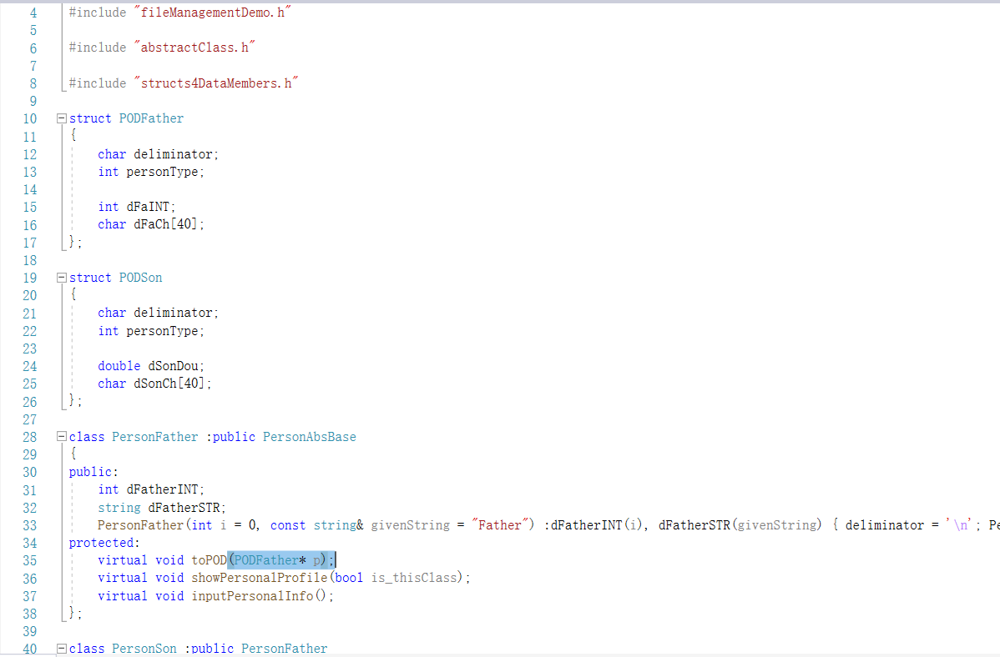 4 #include "fileManagementDemo.h"
5
6 #include "abstractClass.h"
7
8 #include "structs4DataMembers.h"
9
10 struct PODFather
11 {
12 char deliminator;
13 int personType;
14
15 int dFaINT;
16 char dFaCh[40];
17 };
18
19 struct PODSon
20 {
21 char deliminator;
22 int personType;
23
24 double dSonDou;
25 char dSonCh[40];
26 };
27
28 class PersonFather :public PersonAbsBase
29 {
30 public:
31 int dFatherINT;
32 string dFatherSTR;
33 PersonFather(int i = 0, const string& givenString = "Father") :dFatherINT(i), dFatherSTR(givenString) { deliminator = '\n'; Pe
34 protected:
35 virtual void toPOD(PODFather* p);
36 virtual void showPersonalProfile(bool is_thisClass);
37 virtual void inputPersonalInfo();
38 };
39
40 class PersonSon :public PersonFather